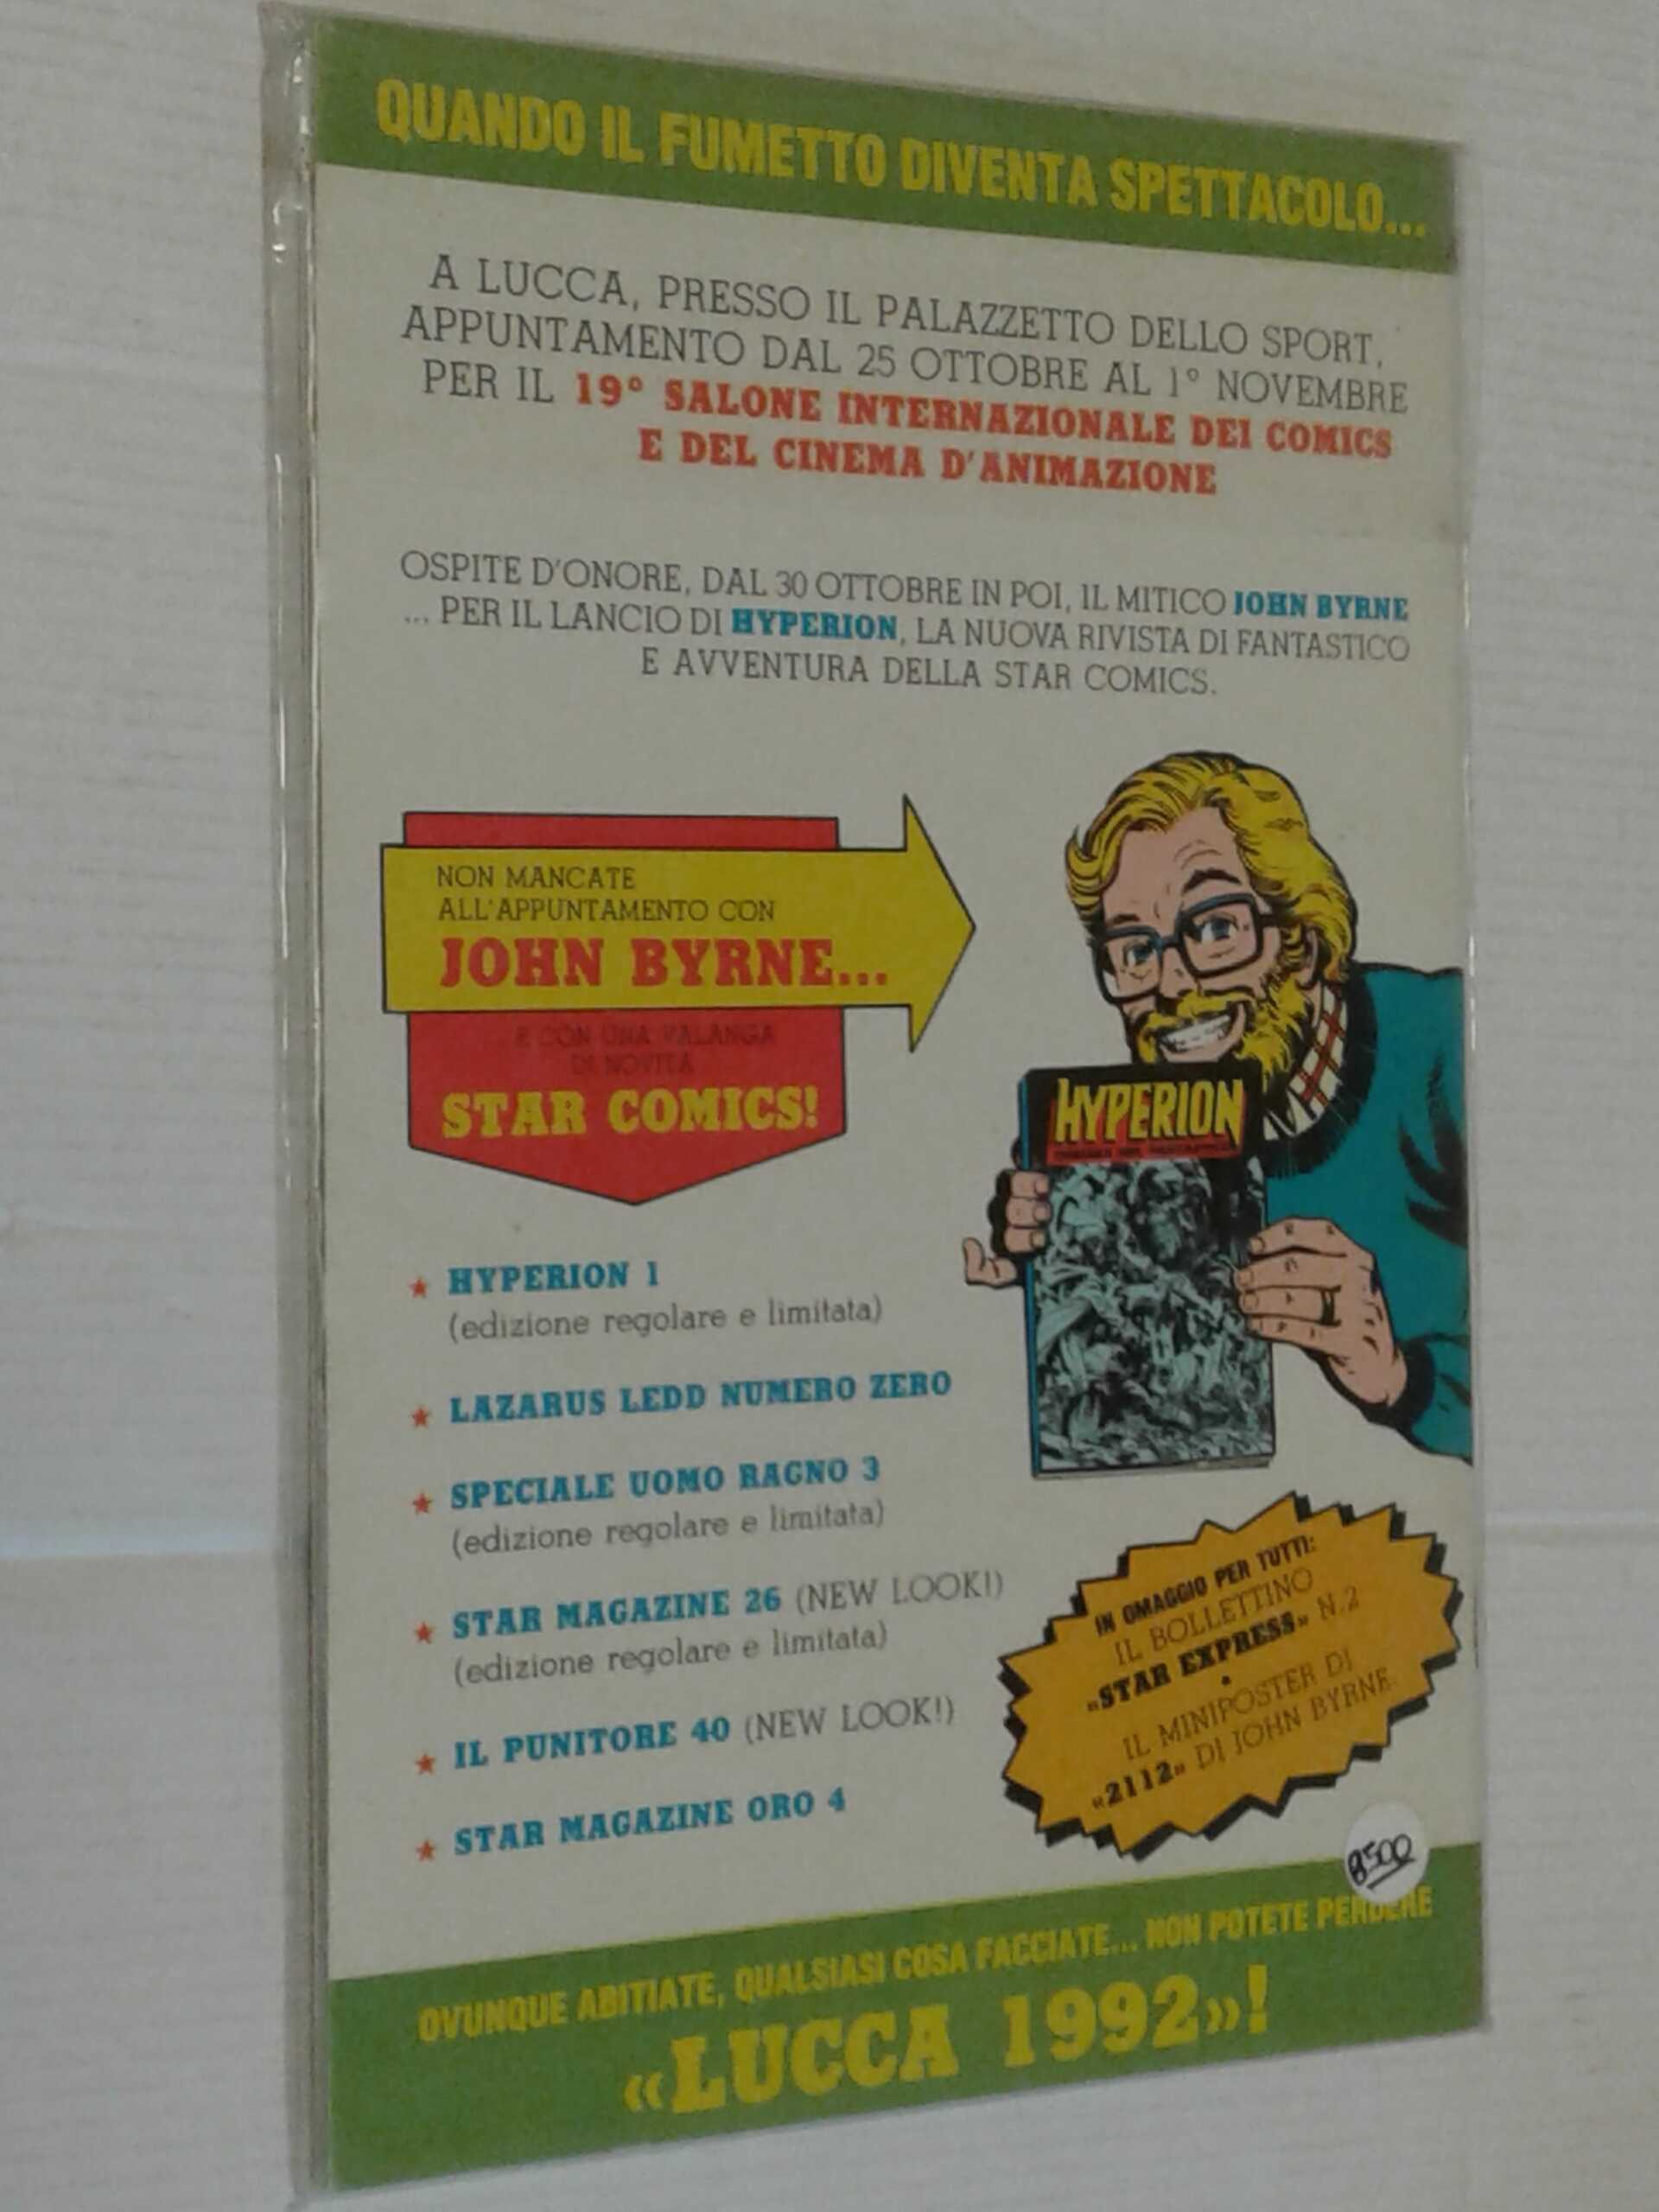 QUANDO IL FUMETTO DIVENTA SPETTACOLO...
A LUCCA, PRESSO IL PALAZZETTO DELLO SPORT,
APPUNTAMENTO DAL 25 OTTOBRE AL 1° NOVEMBRE
PER IL 19° SALONE INTERNAZIONALE DEI COMICS
E DEL CINEMA D'ANIMAZIONE
OSPITE D'ONORE, DAL 30 OTTOBRE IN POI, IL MITICO JOHN BYRNE
... PER IL LANCIO DI HYPERION, LA NUOVA RIVISTA DI FANTASTICO
E AVVENTURA DELLA STAR COMICS.
NON MANCATE
ALL'APPUNTAMENTO CON
JOHN BYRNE...
E CON UNA VALANGA
DI NOVITÀ
STAR COMICS!
HYPERION
★ HYPERION 1
(edizione regolare e limitata)
★ LAZARUS LEDD NUMERO ZERO
★ SPECIALE UOMO RAGNO 3
(edizione regolare e limitata)
★ STAR MAGAZINE 26 (NEW LOOK!)
(edizione regolare e limitata)
★ IL PUNITORE 40 (NEW LOOK!)
★ STAR MAGAZINE ORO 4
IN OMAGGIO PER TUTTI:
IL BOLLETTINO
«STAR EXPRESS» N.2
•
IL MINIPOSTER DI
«2112» DI JOHN BYRNE.
8500
OVUNQUE ABITIATE, QUALSIASI COSA FACCIATE... NON POTETE PERDERE
«LUCCA 1992»!